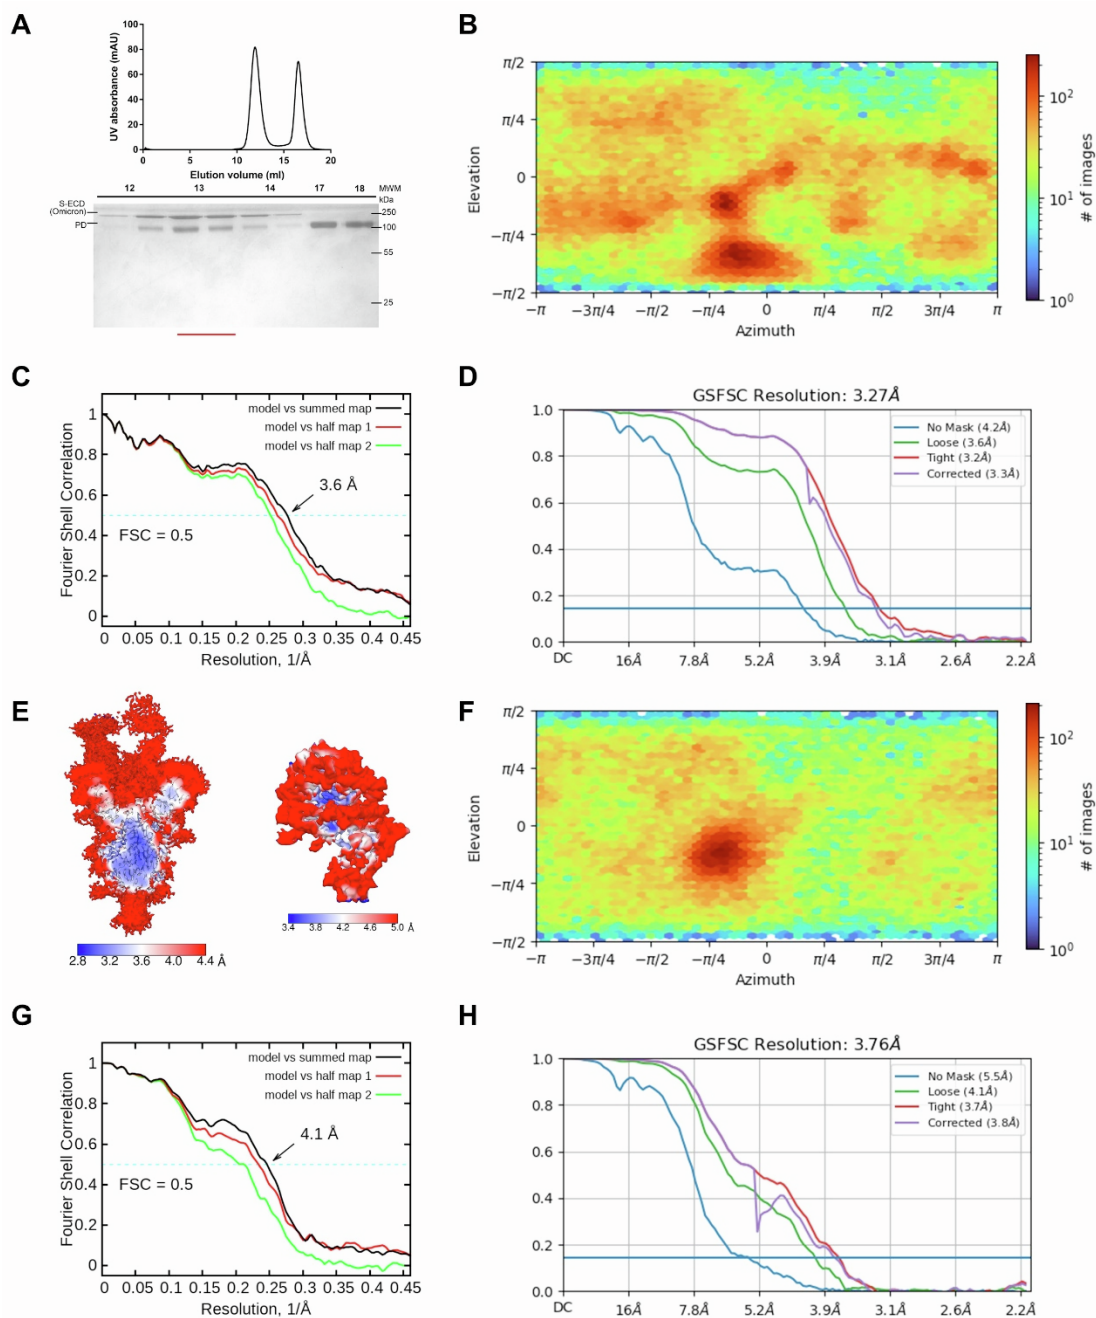 A
100
80
60
40
20
0
UV absorbance (mAU)
0 5 10 15 20
Elution volume (ml)
12 13 14 17 18 MWM
kDa
S-ECD
(Omicron)
PD
250
100
55
25
B
π/2
π/4
0
−π/4
−π/2
Elevation
−π −3π/4 −π/2 −π/4 0 π/4 π/2 3π/4 π
Azimuth
10²
10¹
10⁰
# of images
C
1
0.8
0.6
0.4
0.2
0
Fourier Shell Correlation
model vs summed map
model vs half map 1
model vs half map 2
3.6 Å
FSC = 0.5
0 0.05 0.1 0.15 0.2 0.25 0.3 0.35 0.4 0.45
Resolution, 1/Å
D
GSFSC Resolution: 3.27Å
1.0
0.8
0.6
0.4
0.2
0.0
No Mask (4.2Å)
Loose (3.6Å)
Tight (3.2Å)
Corrected (3.3Å)
DC 16Å 7.8Å 5.2Å 3.9Å 3.1Å 2.6Å 2.2Å
E
2.8 3.2 3.6 4.0 4.4 Å
3.4 3.8 4.2 4.6 5.0 Å
F
π/2
π/4
0
−π/4
−π/2
Elevation
−π −3π/4 −π/2 −π/4 0 π/4 π/2 3π/4 π
Azimuth
10²
10¹
10⁰
# of images
G
1
0.8
0.6
0.4
0.2
0
Fourier Shell Correlation
model vs summed map
model vs half map 1
model vs half map 2
4.1 Å
FSC = 0.5
0 0.05 0.1 0.15 0.2 0.25 0.3 0.35 0.4 0.45
Resolution, 1/Å
H
GSFSC Resolution: 3.76Å
1.0
0.8
0.6
0.4
0.2
0.0
No Mask (5.5Å)
Loose (4.1Å)
Tight (3.7Å)
Corrected (3.8Å)
DC 16Å 7.8Å 5.2Å 3.9Å 3.1Å 2.6Å 2.2Å